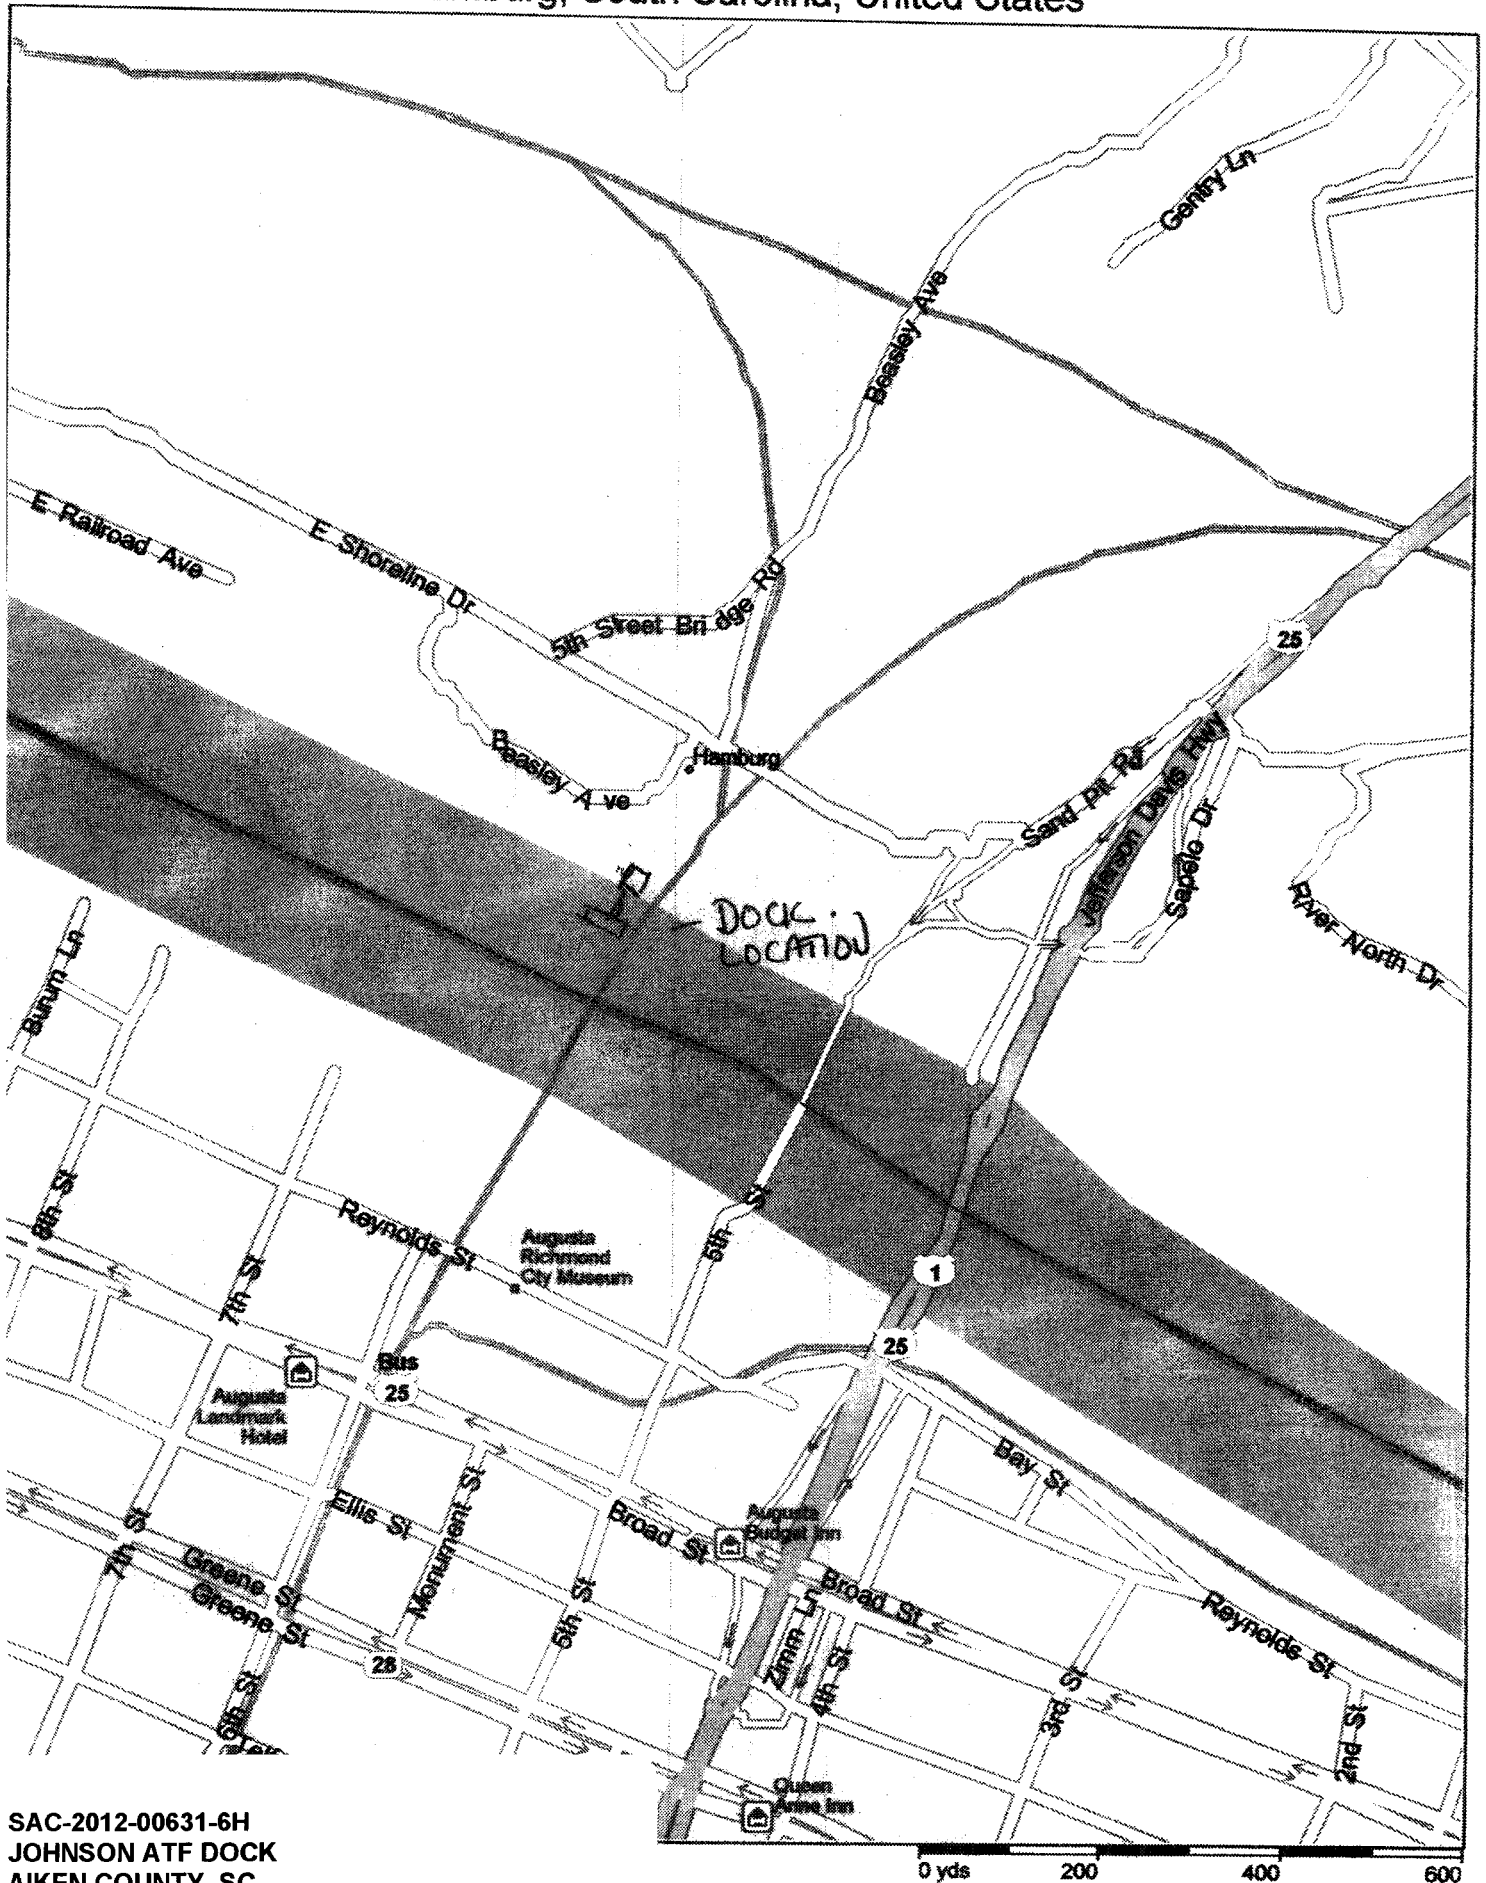 South Carolina, United States
Gentry Ln
Beasley Ave
E Railroad Ave
E Shoreline Dr
5th Street Bridge Rd
25
Beasley Ave
Hamburg
Sand Pit Rd
Jefferson Davis Hwy
Sapelo Dr
River North Dr
DOCK
LOCATION
Burum Ln
8th St
7th St
Reynolds St
Augusta
Richmond
Cty Museum
5th St
1
25
Bus
25
Augusta
Landmark
Hotel
Bay St
Ellis St
Monument St
Broad St
Augusta
Budget Inn
7th St
Greene St
Greene St
5th St
Broad St
Zimm Ln
4th St
Reynolds St
28
6th St
3rd St
2nd St
Queen
Anne Inn
SAC-2012-00631-6H
JOHNSON ATF DOCK
AIKEN COUNTY, SC
0 yds 200 400 600